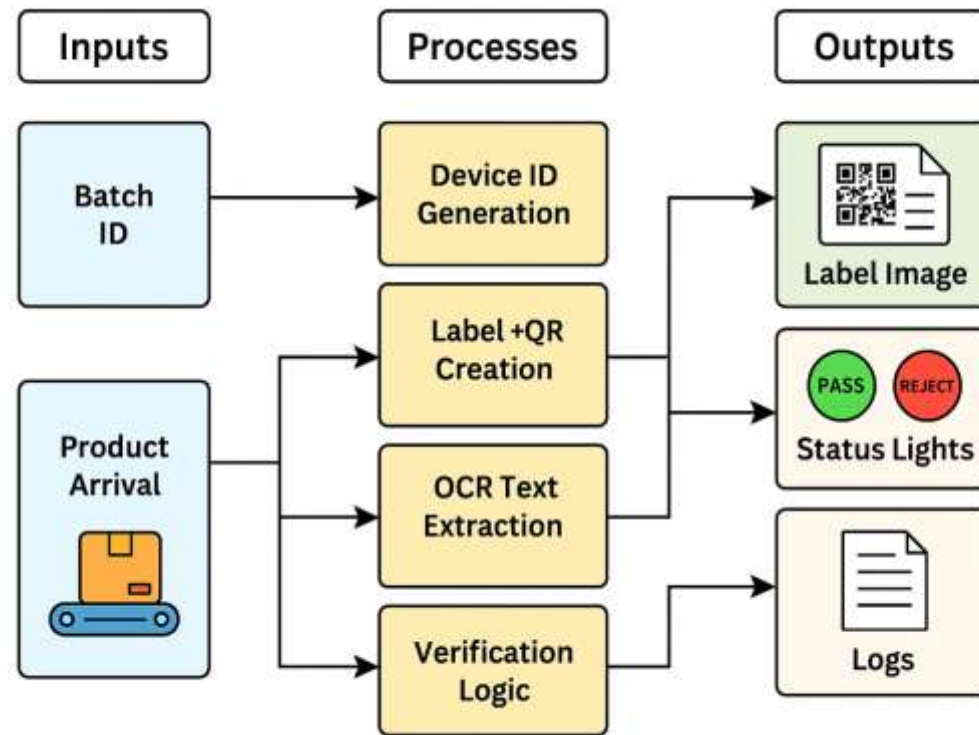 Inputs
Processes
Outputs
Batch
ID
Device ID
Generation
Label Image
Label +QR
Creation
PASS
REJECT
Status Lights
Product
Arrival
OCR Text
Extraction
Verification
Logic
Logs